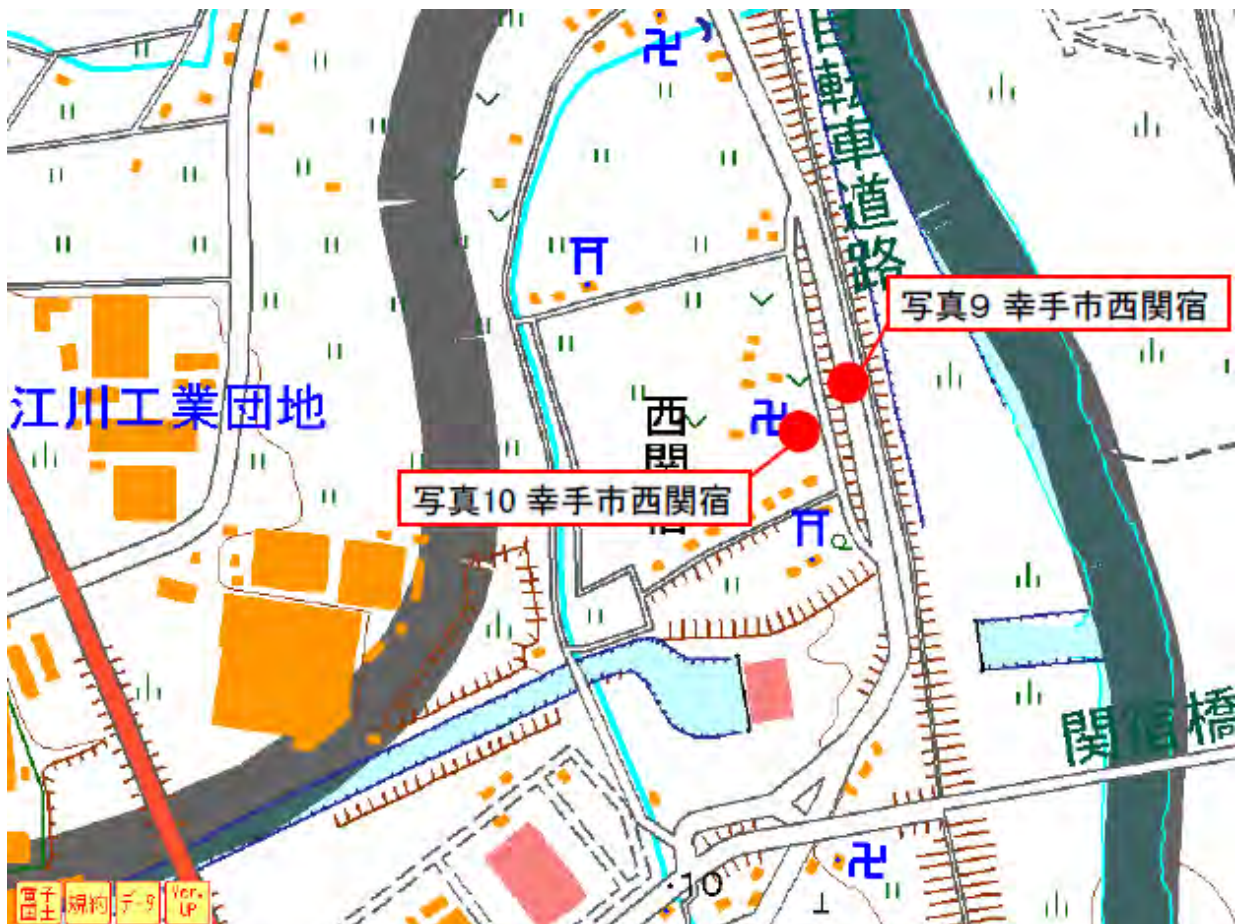 自転車道路
写真9 幸手市西関宿
江川工業団地
西関宿
写真10 幸手市西関宿
関宿橋
・10
電子国土
規約
データ
Ver.UP